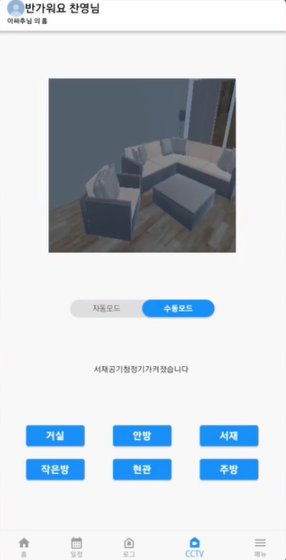 반가워요 찬영님
아싸추님 의 홈
자동모드 수동모드
서재공기청정기가켜졌습니다
거실 안방 서재
작은방 현관 주방
홈 일정 로그 CCTV 메뉴